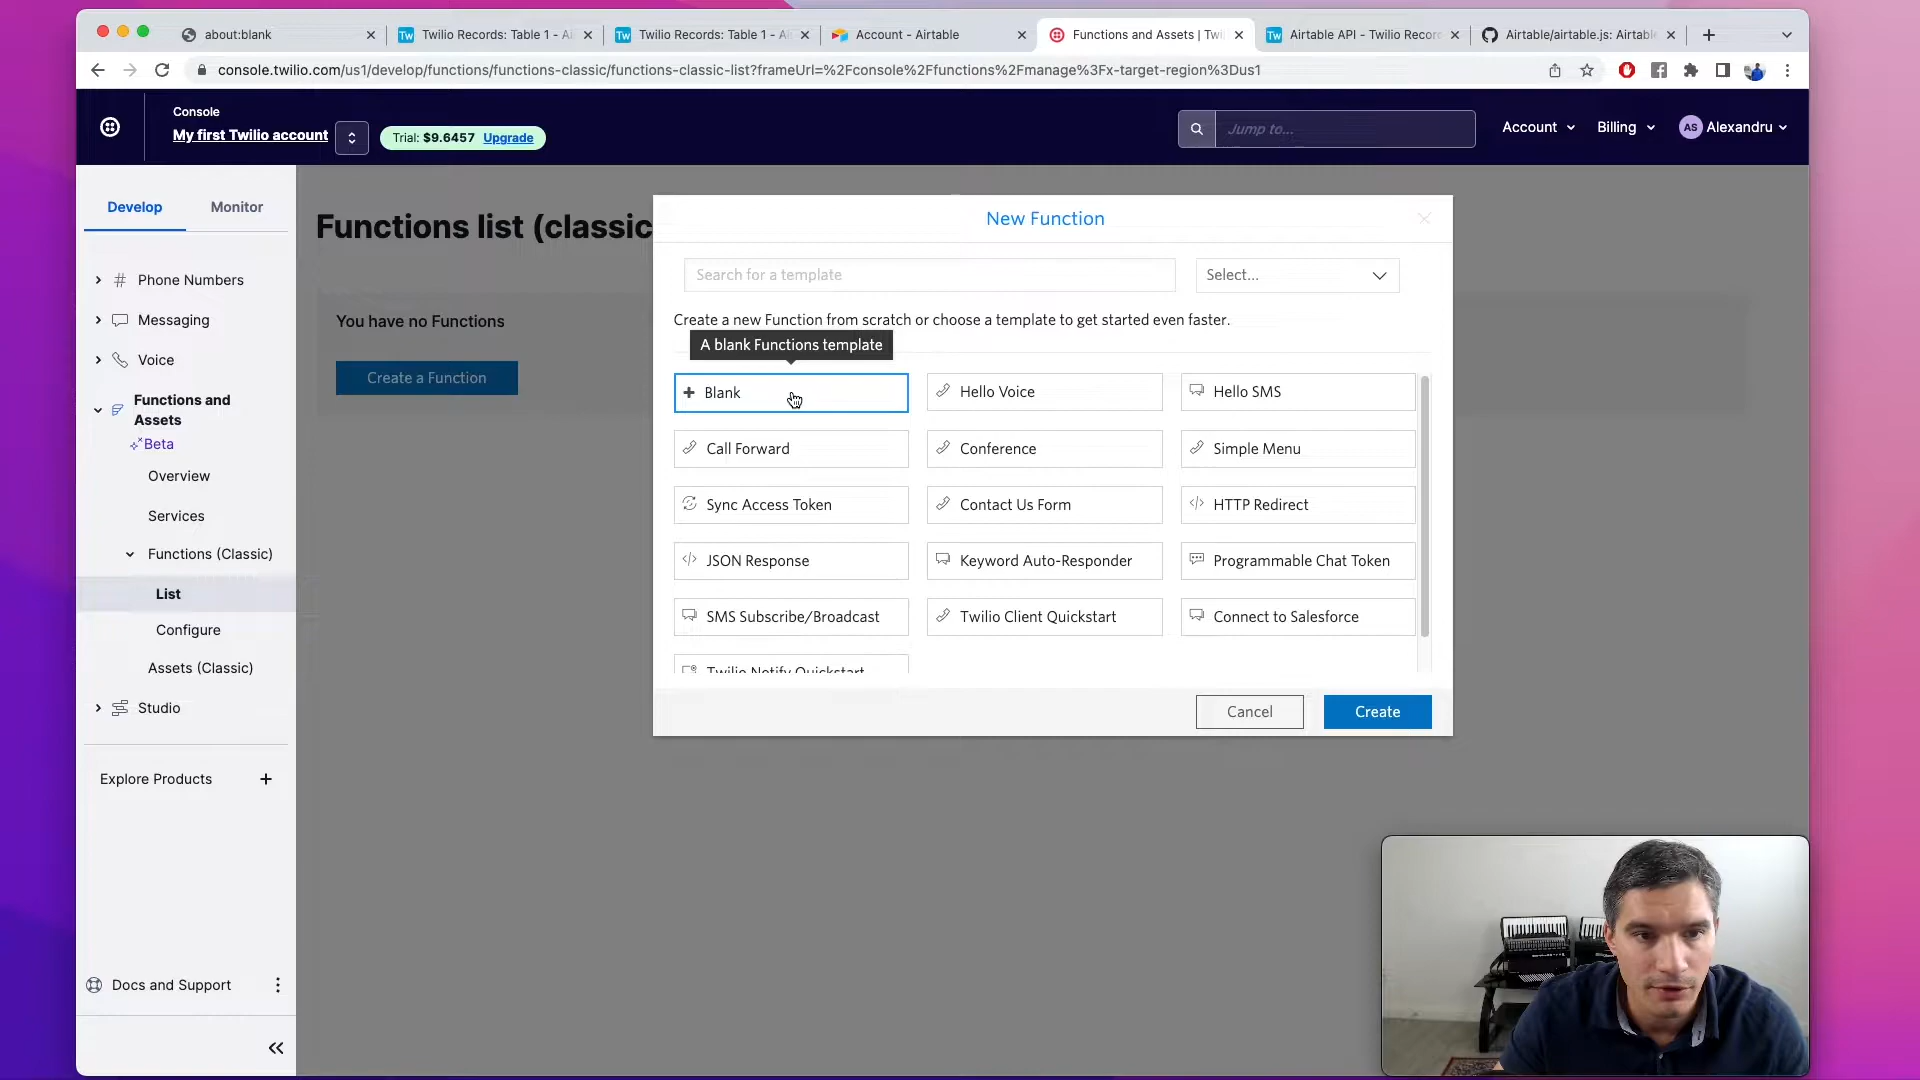 about:blank
Twilio Records: Table 1 - Ai
Twilio Records: Table 1 - Ai
Account - Airtable
Functions and Assets | Twi
Airtable API - Twilio Record
Airtable/airtable.js: Airtable
console.twilio.com/us1/develop/functions/functions-classic/functions-classic-list?frameUrl=%2Fconsole%2Ffunctions%2Fmanage%3Fx-target-region%3Dus1
Console
My first Twilio account
Trial: $9.6457 Upgrade
Jump to...
Account
Billing
AS Alexandru
Develop
Monitor
Phone Numbers
Messaging
Voice
Functions and
Assets
Beta
Overview
Services
Functions (Classic)
List
Configure
Assets (Classic)
Studio
Explore Products
Docs and Support
Functions list (classic
You have no Functions
Create a Function
New Function
Search for a template
Select...
Create a new Function from scratch or choose a template to get started even faster.
A blank Functions template
Blank
Hello Voice
Hello SMS
Call Forward
Conference
Simple Menu
Sync Access Token
Contact Us Form
HTTP Redirect
JSON Response
Keyword Auto-Responder
Programmable Chat Token
SMS Subscribe/Broadcast
Twilio Client Quickstart
Connect to Salesforce
Twilio Notify Quickstart
Cancel
Create